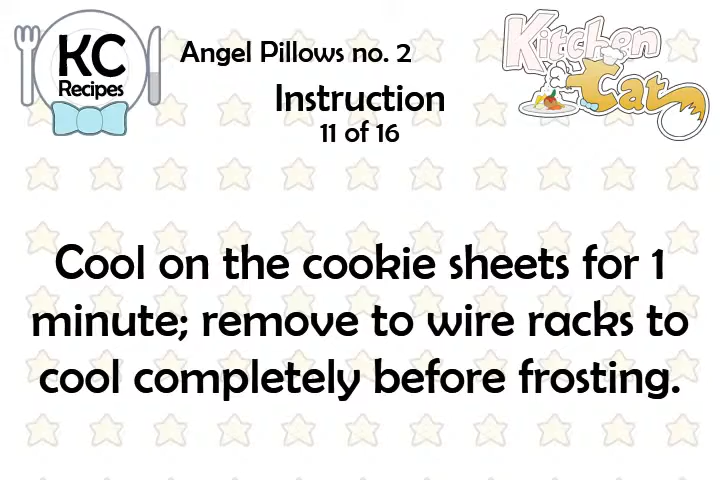 KC
Recipes
Angel Pillows no. 2
Instruction
11 of 16
Kitchen
Cat
Cool on the cookie sheets for 1
minute; remove to wire racks to
cool completely before frosting.